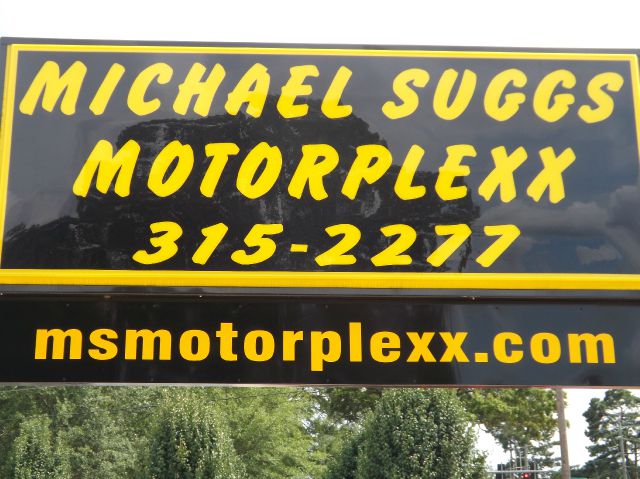 MICHAEL SUGGS
MOTORPLEXX
315-2277
msmotorplexx.com